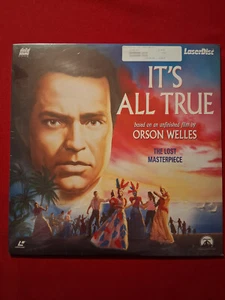 LaserDisc
IT'S
ALL TRUE
based on an unfinished film by
ORSON WELLES
THE LOST
MASTERPIECE